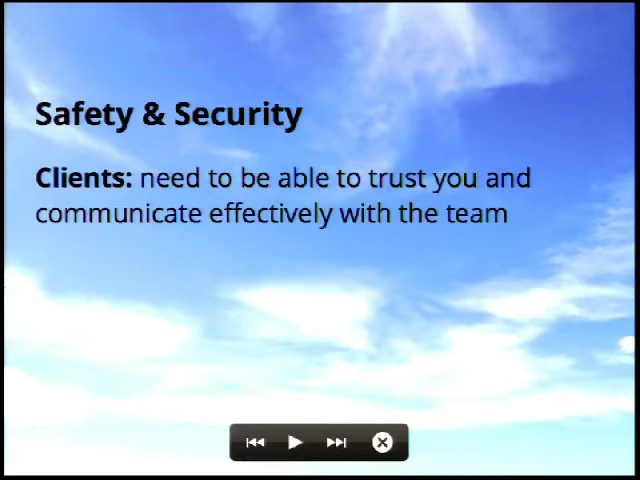 Safety & Security
Clients: need to be able to trust you and
communicate effectively with the team